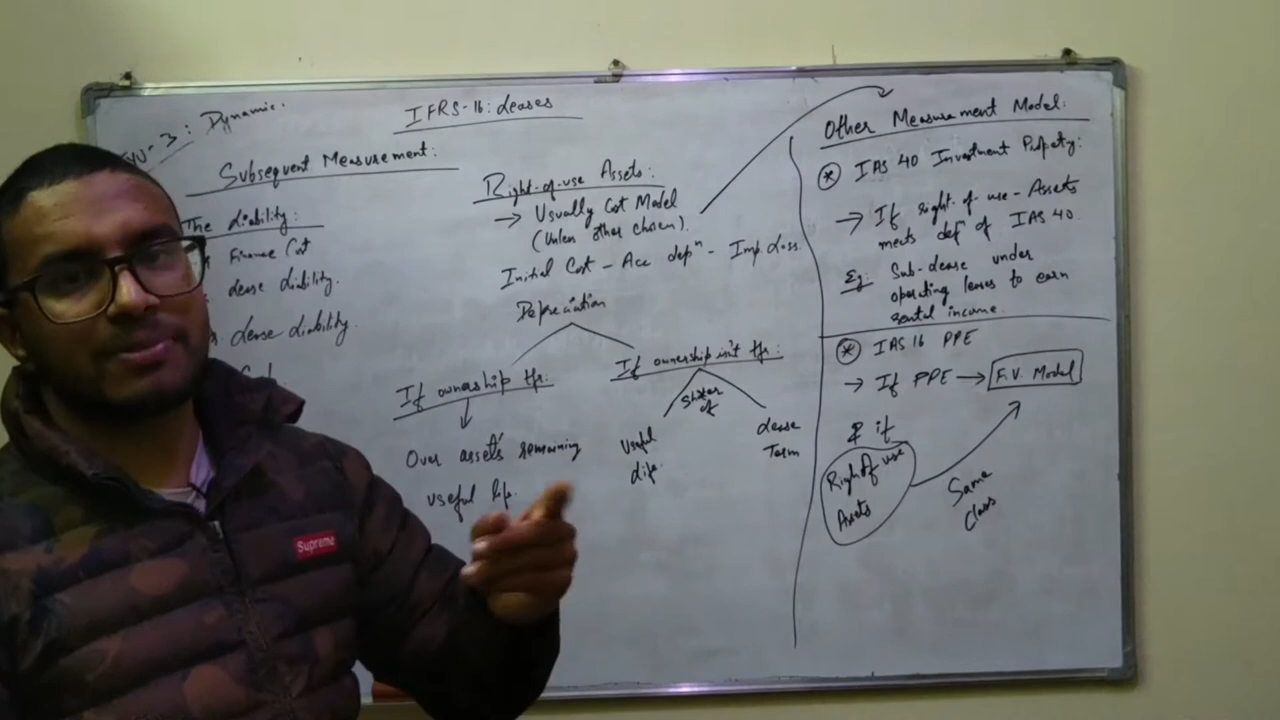 3: Dynamic.
IFRS-16: Leases
Subsequent Measurement:
The Liability:
Finance Cost
Lease Liability.
Lease Liability.
Right-of-use Assets:
→ Usually Cost Model
(Unless other chosen).
Initial Cost - Acc depⁿ - Imp. Loss.
Depreciation
If ownership tfr.
Over asset's remaining
useful life.
If ownership isn't tfr:
Shorter
of
Useful
Life.
Lease
Term
Other Measurement Model:
* IAS 40 Investment Property:
→ If right-of-use-Assets
meets defⁿ of IAS 40.
Eg: Sub-lease under
operating leases to earn
rental income.
* IAS 16 PPE
→ If PPE → F.V. Model
& if
Right of use
Assets
Same
Class
Supreme